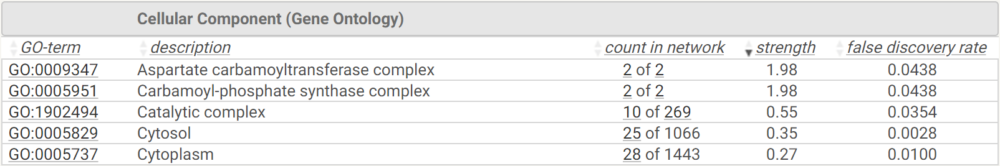 Cellular Component (Gene Ontology)
GO-term description count in network strength false discovery rate
GO:0009347 Aspartate carbamoyltransferase complex 2 of 2 1.98 0.0438
GO:0005951 Carbamoyl-phosphate synthase complex 2 of 2 1.98 0.0438
GO:1902494 Catalytic complex 10 of 269 0.55 0.0354
GO:0005829 Cytosol 25 of 1066 0.35 0.0028
GO:0005737 Cytoplasm 28 of 1443 0.27 0.0100